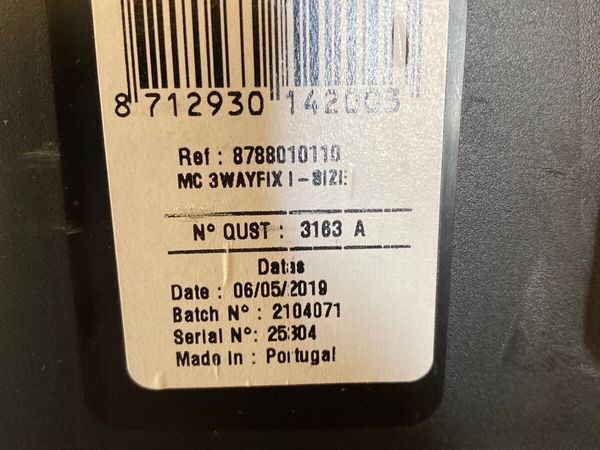 8 712930 142003
Ref : 8788010110
MC 3WAYFIX I-SIZE
N° QUST : 3163 A
Datas
Date : 06/05/2019
Batch N° : 2104071
Serial N°: 25304
Made In : Portugal